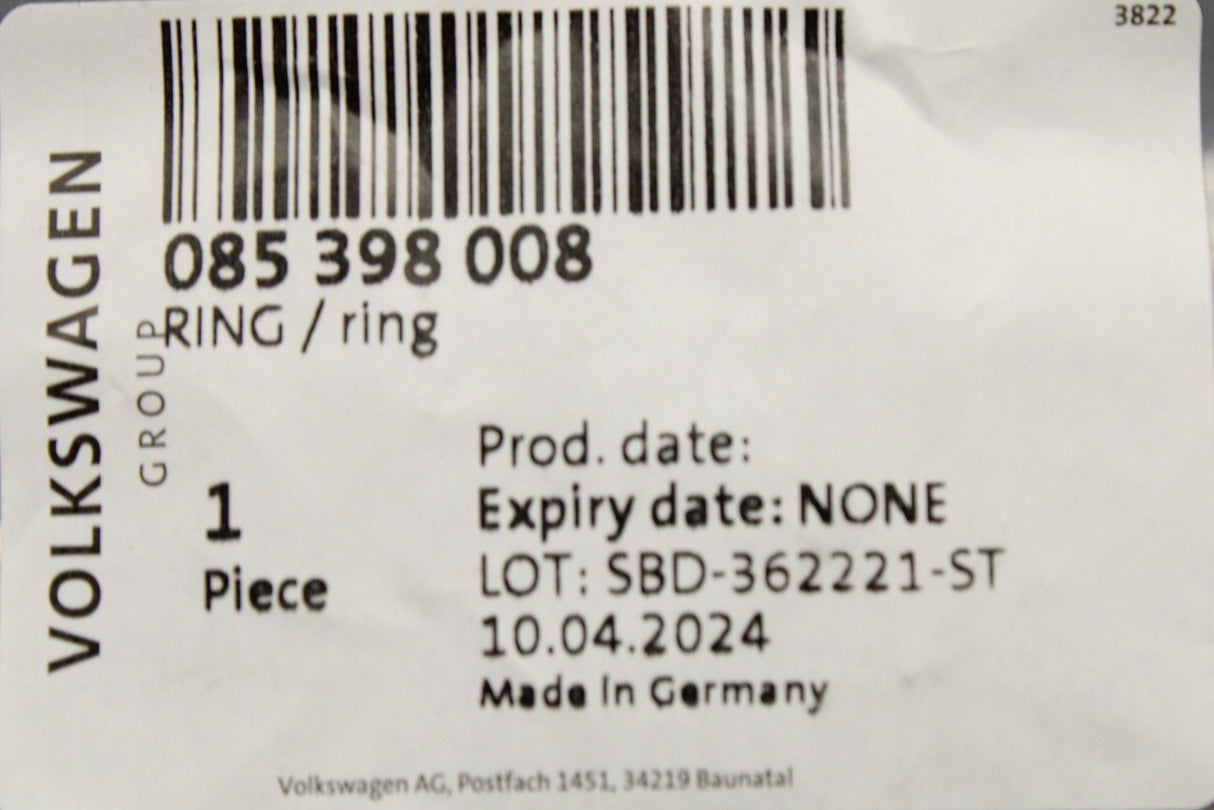 3822
085 398 008
RING / ring
VOLKSWAGEN
GROUP
1
Piece
Prod. date:
Expiry date: NONE
LOT: SBD-362221-ST
10.04.2024
Made In Germany
Volkswagen AG, Postfach 1451, 34219 Baunatal